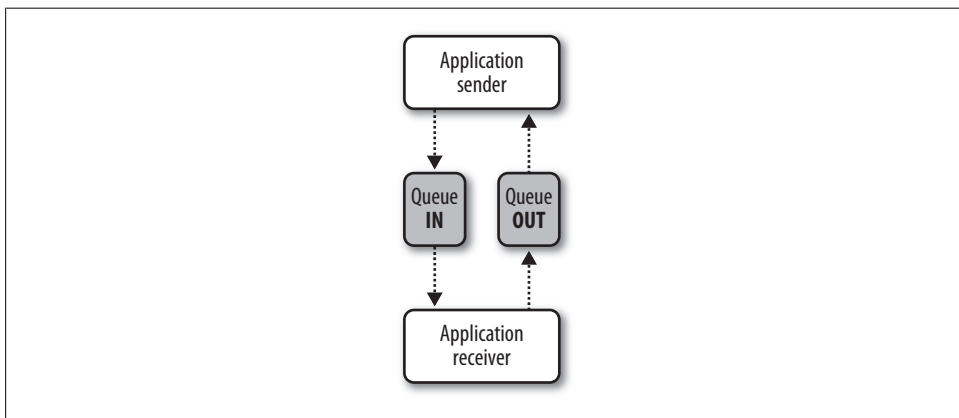 Application
sender
Queue
IN
Queue
OUT
Application
receiver